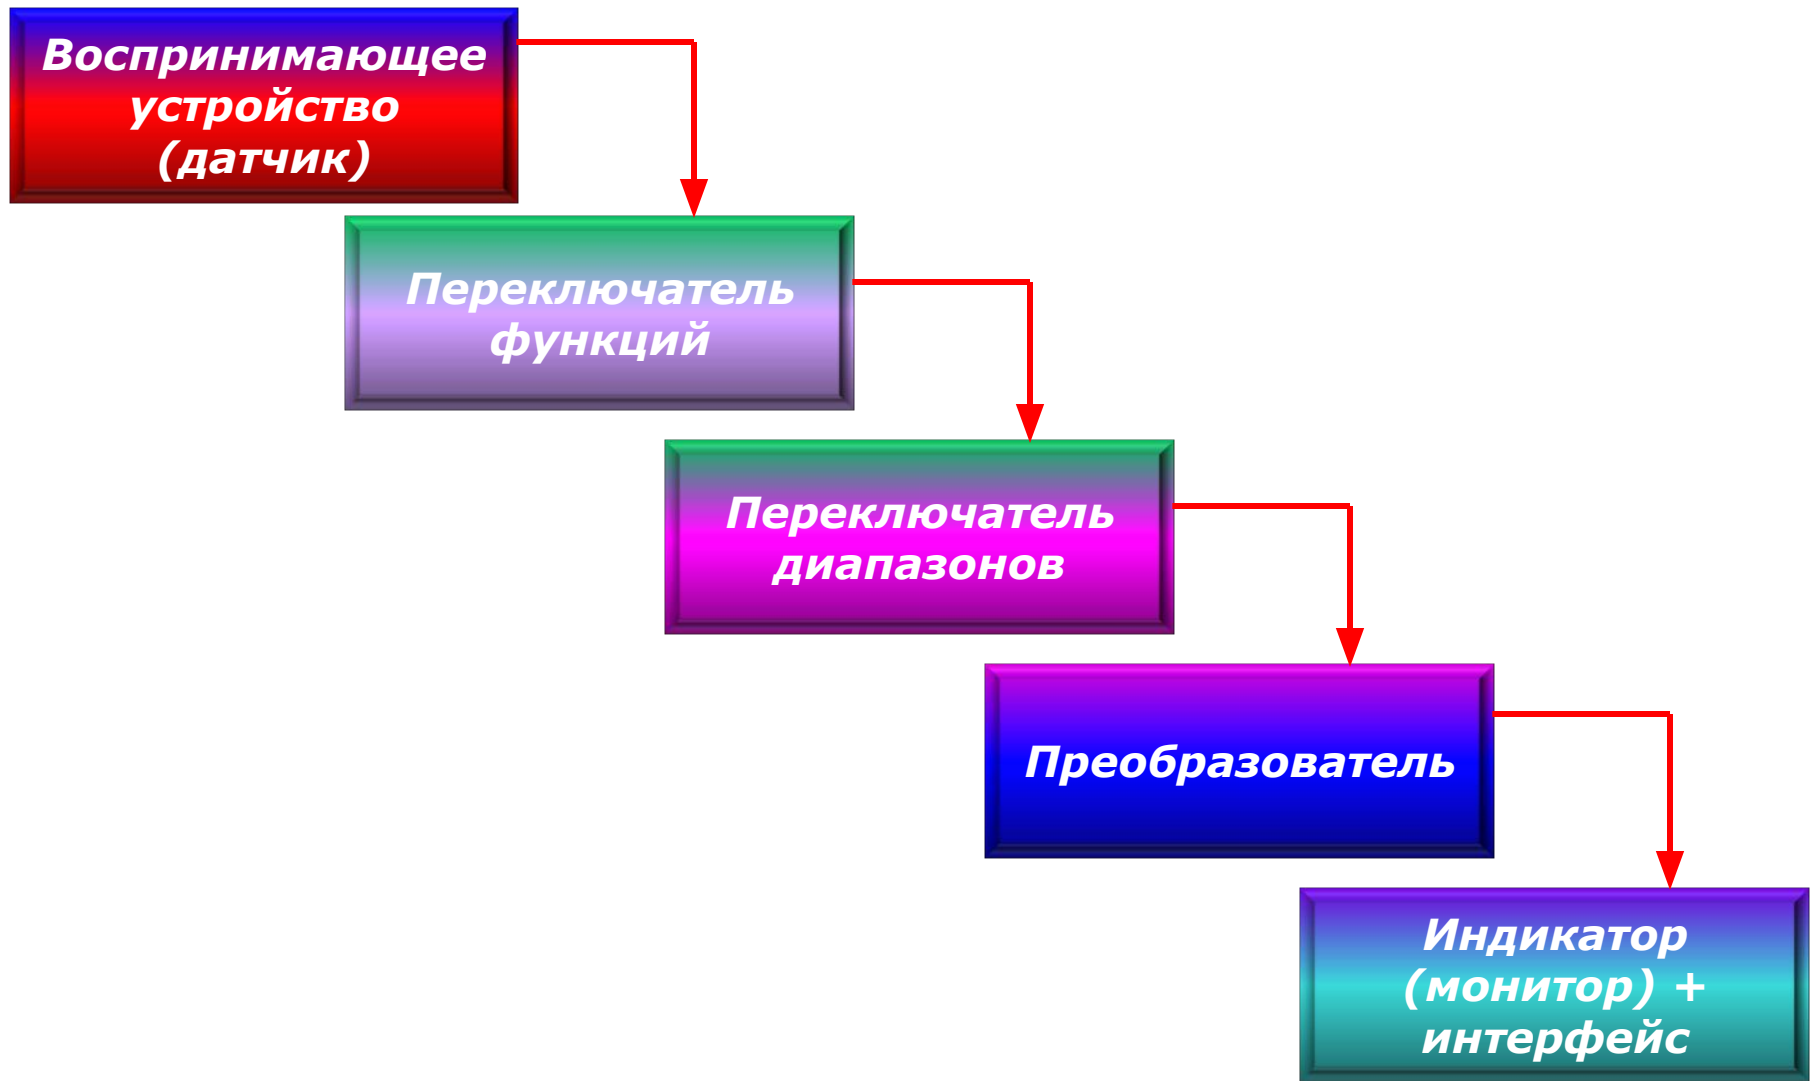 Воспринимающее
устройство
(датчик)
Переключатель
функций
Переключатель
диапазонов
Преобразователь
Индикатор
(монитор) +
интерфейс